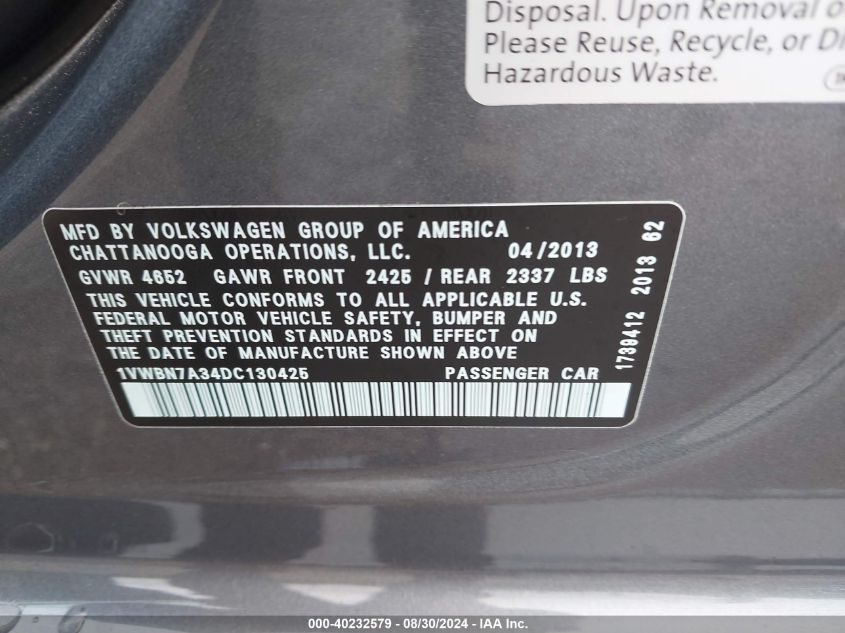 Disposal. Upon Removal o
Please Reuse, Recycle, or Di
Hazardous Waste.
MFD BY VOLKSWAGEN GROUP OF AMERICA
CHATTANOOGA OPERATIONS, LLC. 04/2013
GVWR 4652 GAWR FRONT 2425 / REAR 2337 LBS
THIS VEHICLE CONFORMS TO ALL APPLICABLE U.S.
FEDERAL MOTOR VEHICLE SAFETY, BUMPER AND
THEFT PREVENTION STANDARDS IN EFFECT ON
THE DATE OF MANUFACTURE SHOWN ABOVE
1VWBN7A34DC130425 PASSENGER CAR
1739412 2013 62
000-40232579 - 08/30/2024 - IAA Inc.